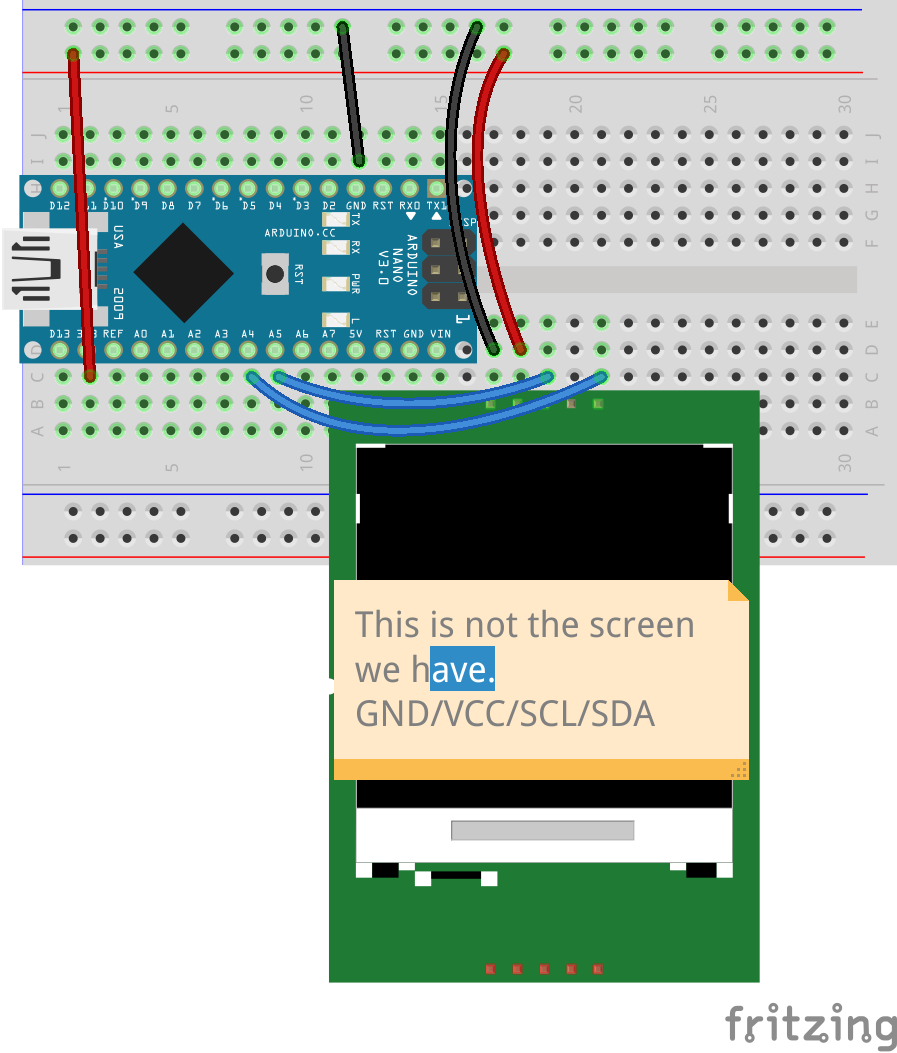 1 5 10 15 20 25 30
J J
I I
H H
D12 D10 D9 D8 D7 D6 D5 D4 D3 D2 GND RST RX0 TX1
G G
F F
USA
2009
ARDUINO.CC
RST
TX
RX
PWR
L
ARDUINO
NANO
V3.0
1
E
D13 3V3 REF A0 A1 A2 A3 A4 A5 A6 A7 5V RST GND VIN
D D
C C
B B
A A
1 5 10 30
This is not the screen
we have.
GND/VCC/SCL/SDA
fritzing